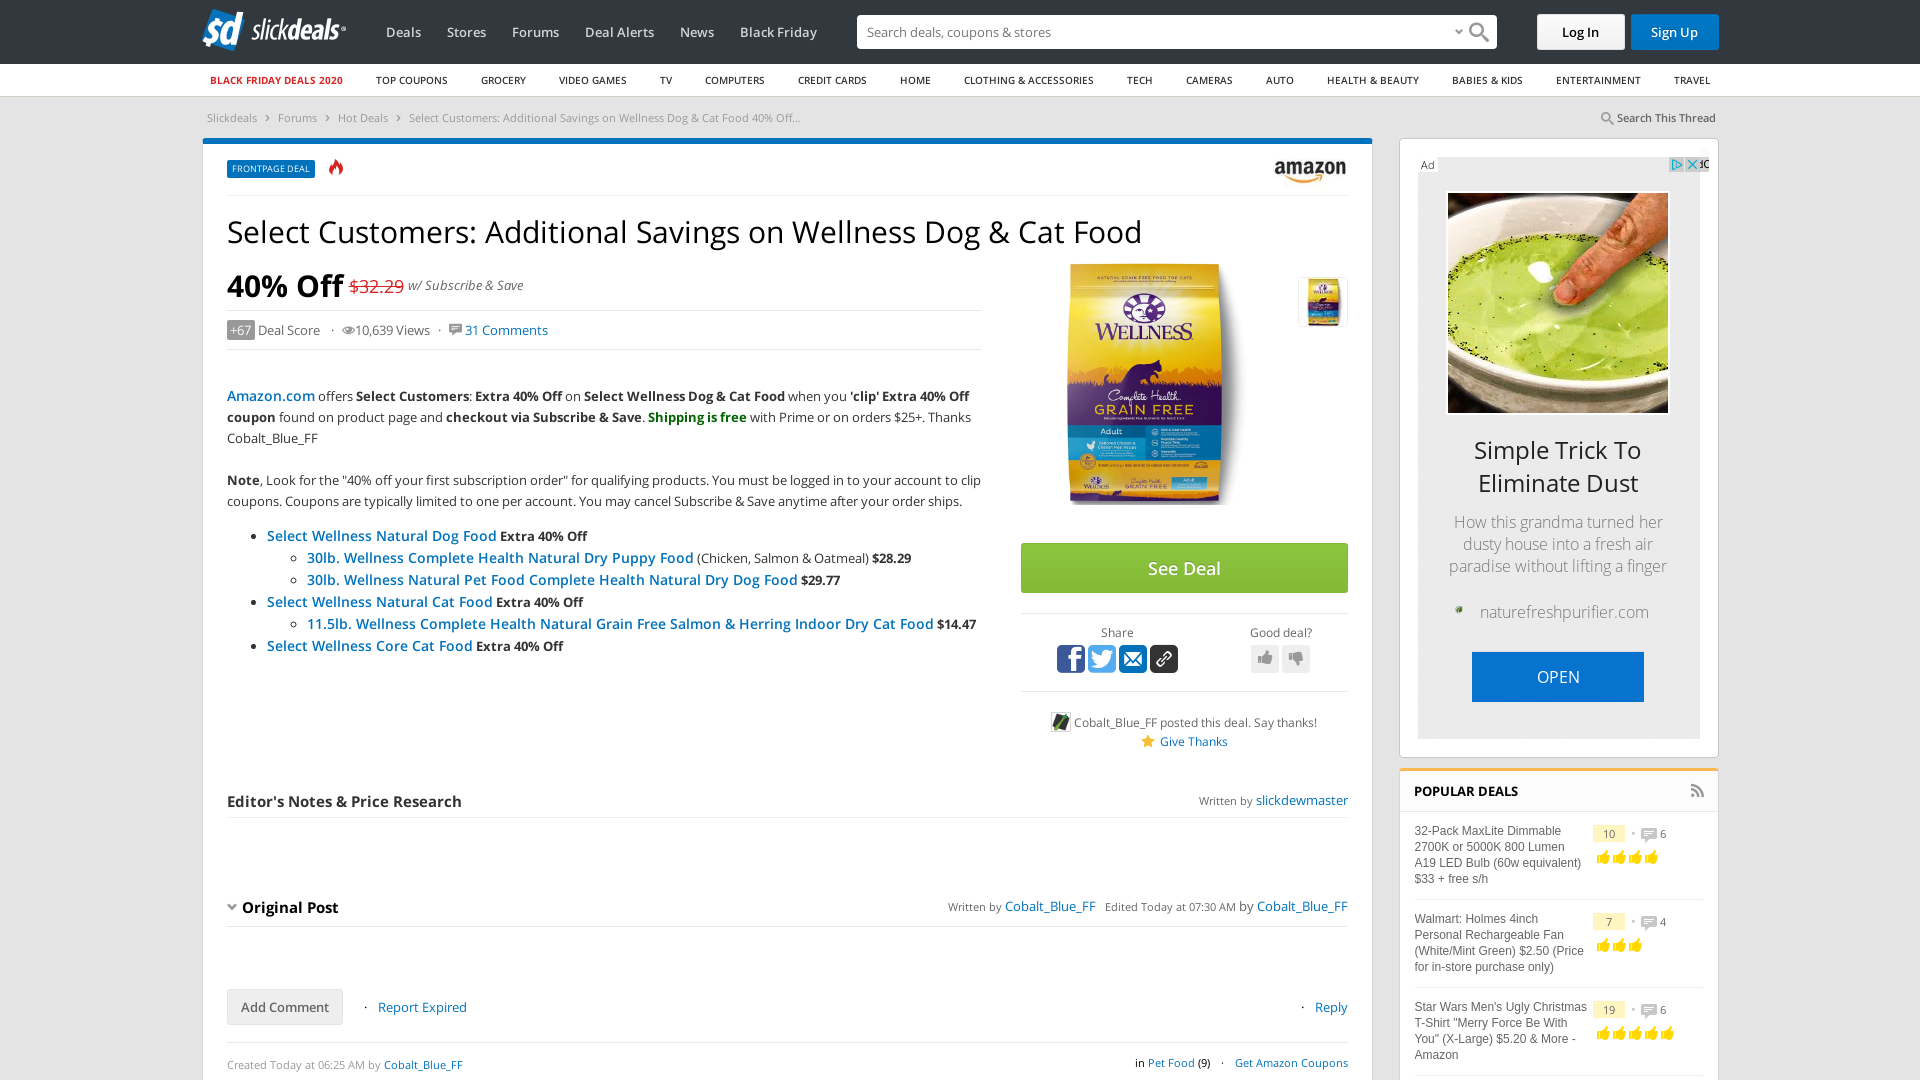 slickdeals
Deals
Stores
Forums
Deal Alerts
News
Black Friday
Search deals, coupons & stores
Log In
Sign Up
BLACK FRIDAY DEALS 2020
TOP COUPONS
GROCERY
VIDEO GAMES
TV
COMPUTERS
CREDIT CARDS
HOME
CLOTHING & ACCESSORIES
TECH
CAMERAS
AUTO
HEALTH & BEAUTY
BABIES & KIDS
ENTERTAINMENT
TRAVEL
Slickdeals › Forums › Hot Deals › Select Customers: Additional Savings on Wellness Dog & Cat Food 40% Off...
Search This Thread
FRONTPAGE DEAL
amazon
Select Customers: Additional Savings on Wellness Dog & Cat Food
40% Off $32.29 w/ Subscribe & Save
+67 Deal Score · 10,639 Views · 31 Comments
Amazon.com offers Select Customers: Extra 40% Off on Select Wellness Dog & Cat Food when you 'clip' Extra 40% Off
coupon found on product page and checkout via Subscribe & Save. Shipping is free with Prime or on orders $25+. Thanks
Cobalt_Blue_FF
Note, Look for the "40% off your first subscription order" for qualifying products. You must be logged in to your account to clip
coupons. Coupons are typically limited to one per account. You may cancel Subscribe & Save anytime after your order ships.
Select Wellness Natural Dog Food Extra 40% Off
30lb. Wellness Complete Health Natural Dry Puppy Food (Chicken, Salmon & Oatmeal) $28.29
30lb. Wellness Natural Pet Food Complete Health Natural Dry Dog Food $29.77
Select Wellness Natural Cat Food Extra 40% Off
11.5lb. Wellness Complete Health Natural Grain Free Salmon & Herring Indoor Dry Cat Food $14.47
Select Wellness Core Cat Food Extra 40% Off
NATURAL GRAIN FREE FOOD FOR CATS
WELLNESS
Complete Health
GRAIN FREE
Adult
See Deal
Share
Good deal?
Cobalt_Blue_FF posted this deal. Say thanks!
Give Thanks
Editor's Notes & Price Research
Written by slickdewmaster
Original Post
Written by Cobalt_Blue_FF Edited Today at 07:30 AM by Cobalt_Blue_FF
Add Comment · Report Expired
· Reply
Created Today at 06:25 AM by Cobalt_Blue_FF
in Pet Food (9) · Get Amazon Coupons
Ad
Simple Trick To
Eliminate Dust
How this grandma turned her
dusty house into a fresh air
paradise without lifting a finger
naturefreshpurifier.com
OPEN
POPULAR DEALS
32-Pack MaxLite Dimmable
2700K or 5000K 800 Lumen
A19 LED Bulb (60w equivalent)
$33 + free s/h
10 • 6
Walmart: Holmes 4inch
Personal Rechargeable Fan
(White/Mint Green) $2.50 (Price
for in-store purchase only)
7 • 4
Star Wars Men's Ugly Christmas
T-Shirt "Merry Force Be With
You" (X-Large) $5.20 & More -
Amazon
19 • 6